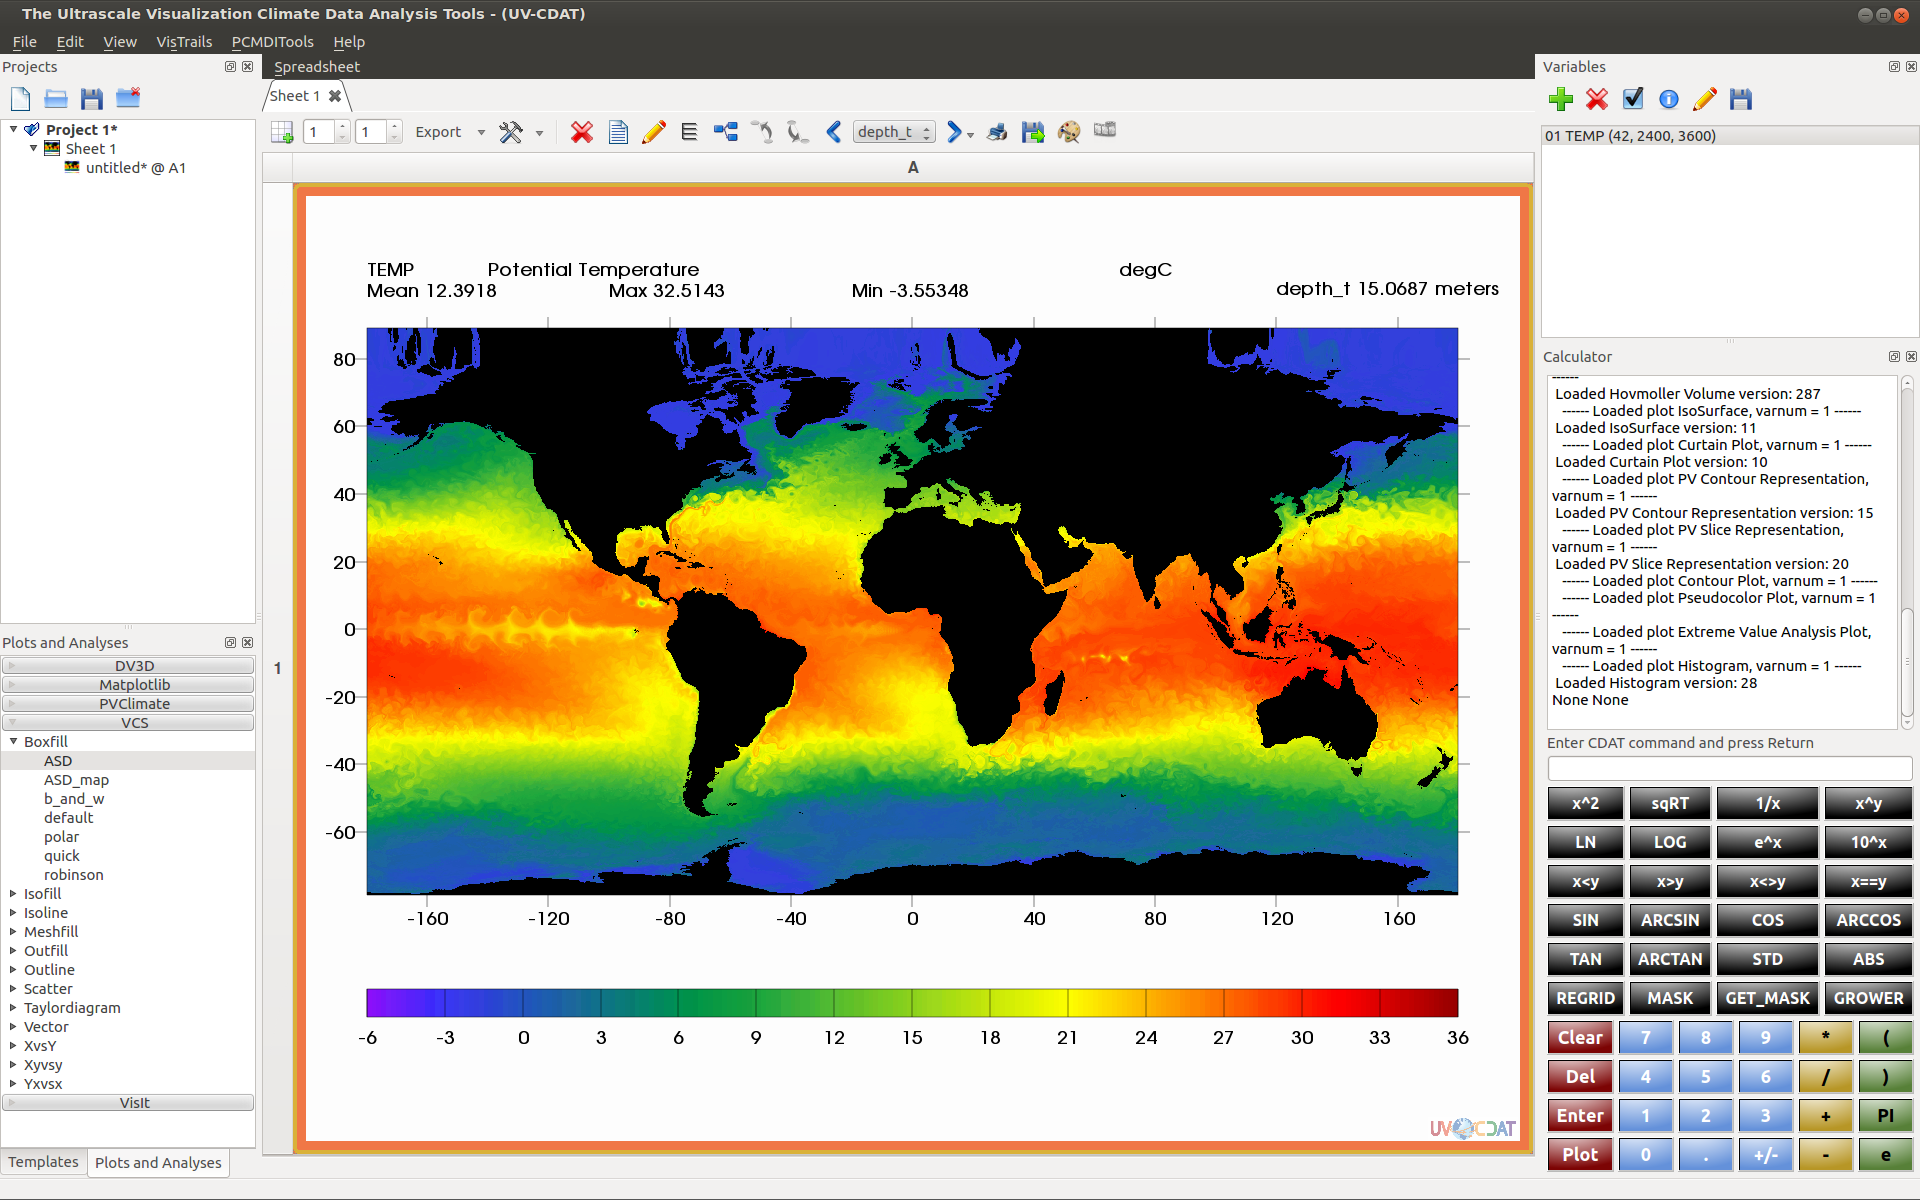 The Ultrascale Visualization Climate Data Analysis Tools - (UV-CDAT)
File Edit View VisTrails PCMDITools Help
Projects
Project 1*
Sheet 1
untitled* @ A1
Plots and Analyses
DV3D
Matplotlib
PVClimate
VCS
Boxfill
ASD
ASD_map
b_and_w
default
polar
quick
robinson
Isofill
Isoline
Meshfill
Outfill
Outline
Scatter
Taylordiagram
Vector
XvsY
Xyvsy
Yxvsx
VisIt
Templates Plots and Analyses
Spreadsheet
Sheet 1
1 1 Export depth_t
A
1
TEMP Potential Temperature degC
Mean 12.3918 Max 32.5143 Min -3.55348 depth_t 15.0687 meters
80
60
40
20
0
-20
-40
-60
-160 -120 -80 -40 0 40 80 120 160
-6 -3 0 3 6 9 12 15 18 21 24 27 30 33 36
UV CDAT
Variables
01 TEMP (42, 2400, 3600)
Calculator
------
Loaded Hovmoller Volume version: 287
------ Loaded plot IsoSurface, varnum = 1 ------
Loaded IsoSurface version: 11
------ Loaded plot Curtain Plot, varnum = 1 ------
Loaded Curtain Plot version: 10
------ Loaded plot PV Contour Representation,
varnum = 1 ------
Loaded PV Contour Representation version: 15
------ Loaded plot PV Slice Representation,
varnum = 1 ------
Loaded PV Slice Representation version: 20
------ Loaded plot Contour Plot, varnum = 1 ------
------ Loaded plot Pseudocolor Plot, varnum = 1
------
------ Loaded plot Extreme Value Analysis Plot,
varnum = 1 ------
------ Loaded plot Histogram, varnum = 1 ------
Loaded Histogram version: 28
None None
Enter CDAT command and press Return
x^2 sqRT 1/x x^y
LN LOG e^x 10^x
x<y x>y x<>y x==y
SIN ARCSIN COS ARCCOS
TAN ARCTAN STD ABS
REGRID MASK GET_MASK GROWER
Clear 7 8 9 * (
Del 4 5 6 / )
Enter 1 2 3 + PI
Plot 0 . +/- - e